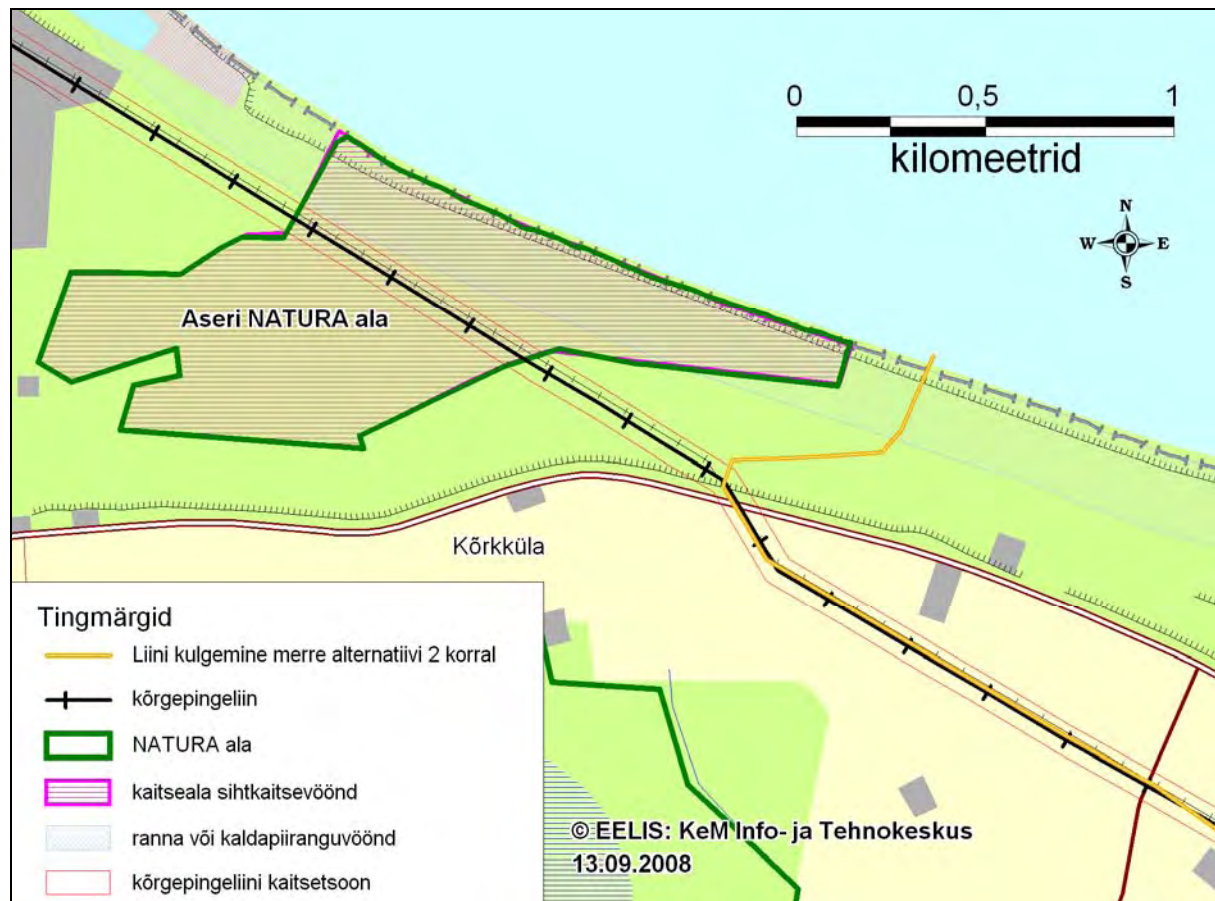 0 0,5 1
kilomeetrid
N
W E
S
Aseri NATURA ala
Kõrkküla
Tingmärgid
Liini kulgemine merre alternatiivi 2 korral
kõrgepingeliin
NATURA ala
kaitseala sihtkaitsevöönd
ranna või kaldapiiranguvöönd
kõrgepingeliini kaitsetsoon
© EELIS: KeM Info- ja Tehnokeskus
13.09.2008